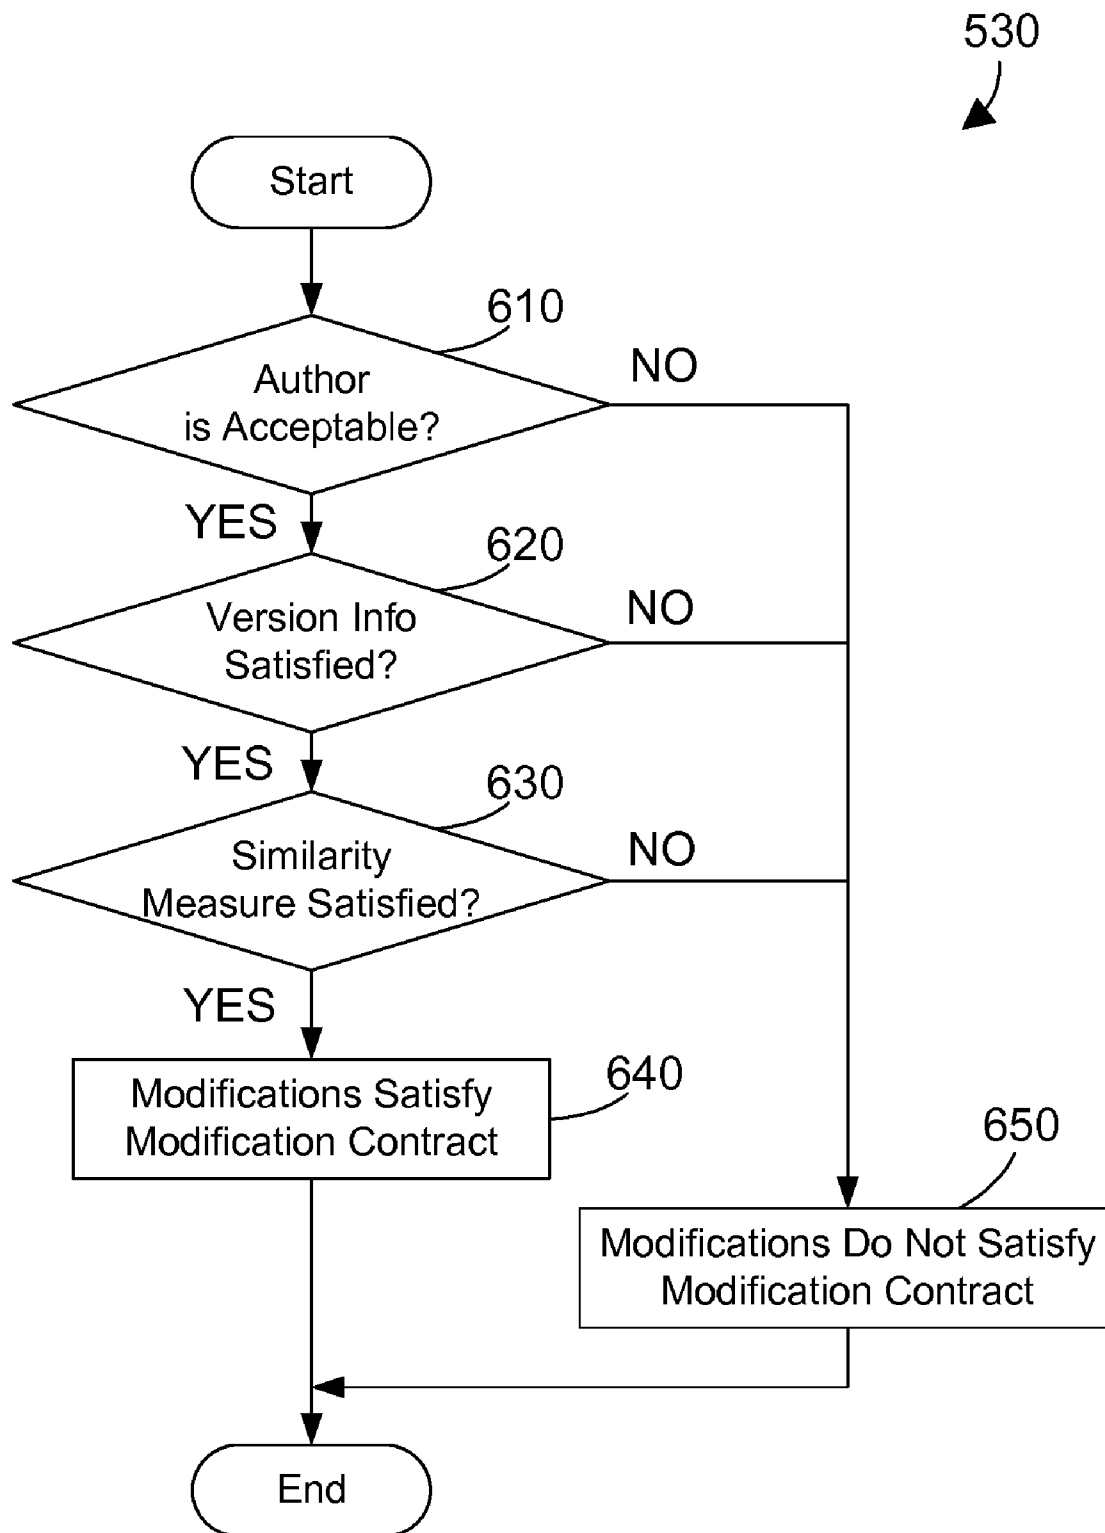 530
Start
610
Author
is Acceptable?
NO
YES
620
Version Info
Satisfied?
NO
YES
630
Similarity
Measure Satisfied?
NO
YES
640
Modifications Satisfy
Modification Contract
650
Modifications Do Not Satisfy
Modification Contract
End